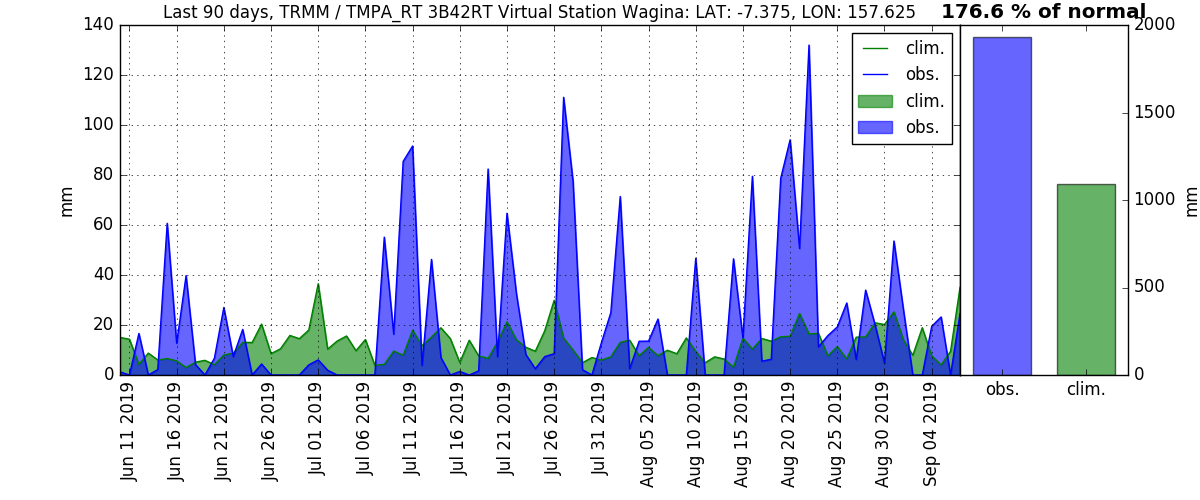 Last 90 days, TRMM / TMPA_RT 3B42RT Virtual Station Wagina: LAT: -7.375, LON: 157.625
176.6 % of normal
mm
140
120
100
80
60
40
20
0
clim.
obs.
clim.
obs.
2000
1500
1000
500
0
mm
Jun 11 2019
Jun 16 2019
Jun 21 2019
Jun 26 2019
Jul 01 2019
Jul 06 2019
Jul 11 2019
Jul 16 2019
Jul 21 2019
Jul 26 2019
Jul 31 2019
Aug 05 2019
Aug 10 2019
Aug 15 2019
Aug 20 2019
Aug 25 2019
Aug 30 2019
Sep 04 2019
obs.
clim.